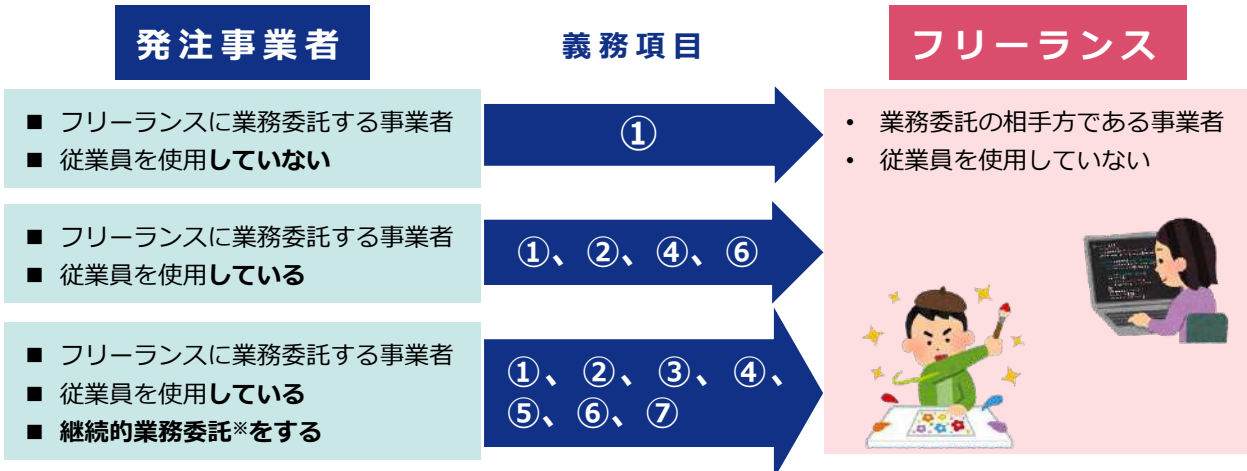 発注事業者
義務項目
フリーランス
■ フリーランスに業務委託する事業者
■ 従業員を使用していない
①
• 業務委託の相手方である事業者
• 従業員を使用していない
■ フリーランスに業務委託する事業者
■ 従業員を使用している
①、②、④、⑥
■ フリーランスに業務委託する事業者
■ 従業員を使用している
■ 継続的業務委託※をする
①、②、③、④、
⑤、⑥、⑦